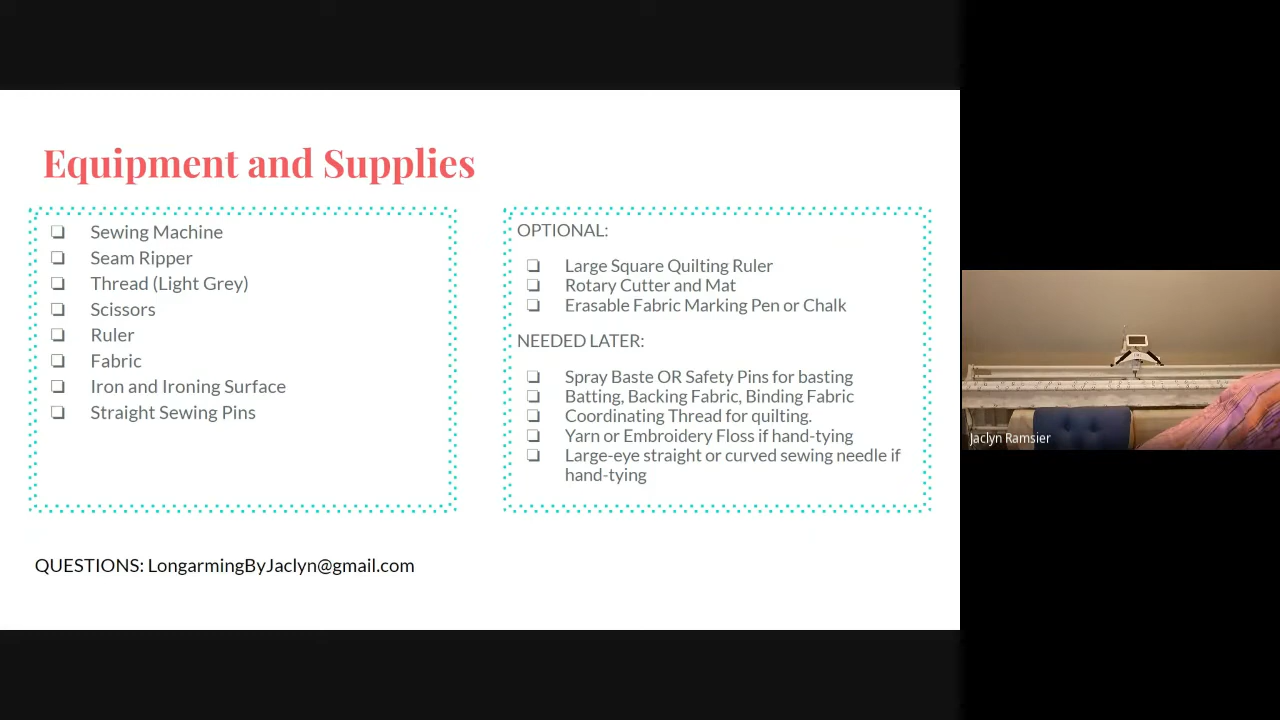 Equipment and Supplies
Sewing Machine
Seam Ripper
Thread (Light Grey)
Scissors
Ruler
Fabric
Iron and Ironing Surface
Straight Sewing Pins
OPTIONAL:
Large Square Quilting Ruler
Rotary Cutter and Mat
Erasable Fabric Marking Pen or Chalk
NEEDED LATER:
Spray Baste OR Safety Pins for basting
Batting, Backing Fabric, Binding Fabric
Coordinating Thread for quilting.
Yarn or Embroidery Floss if hand-tying
Large-eye straight or curved sewing needle if
hand-tying
QUESTIONS: LongarmingByJaclyn@gmail.com
Jaclyn Ramsier